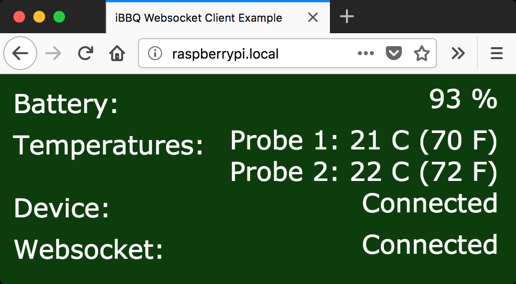 iBBQ Websocket Client Example
raspberrypi.local
Battery: 93 %
Temperatures: Probe 1: 21 C (70 F)
Probe 2: 22 C (72 F)
Device: Connected
Websocket: Connected